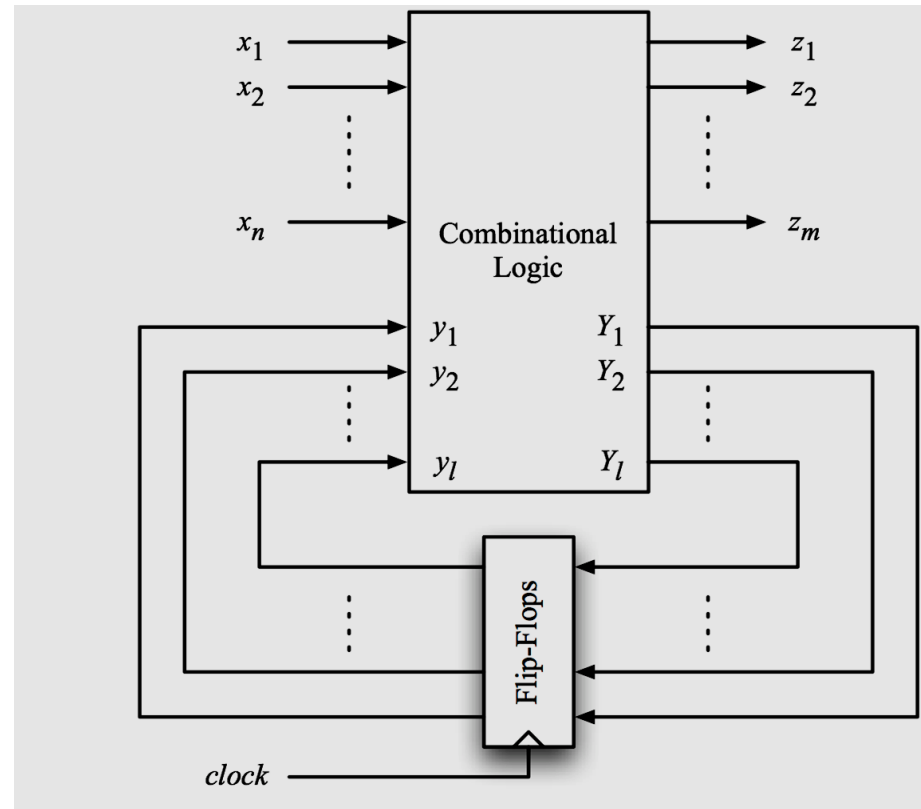 x1 z1
x2 z2
xn zm
Combinational
Logic
y1 Y1
y2 Y2
yl Yl
Flip-Flops
clock